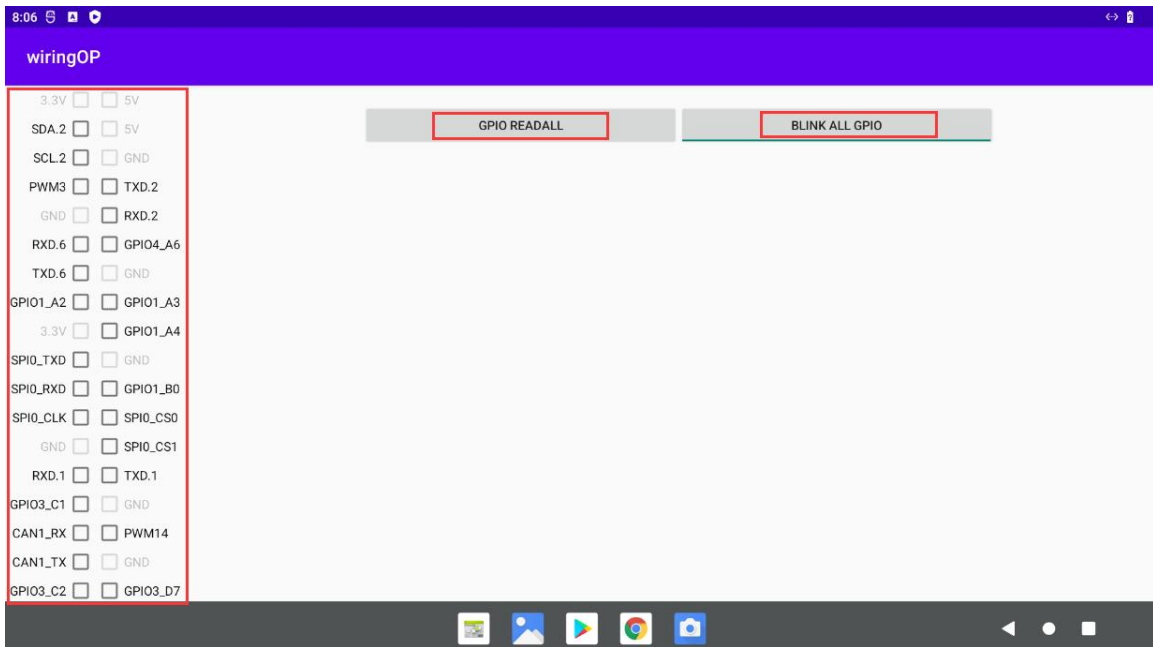 8:06
wiringOP
3.3V 5V
SDA.2 5V
SCL.2 GND
PWM3 TXD.2
GND RXD.2
RXD.6 GPIO4_A6
TXD.6 GND
GPIO1_A2 GPIO1_A3
3.3V GPIO1_A4
SPI0_TXD GND
SPI0_RXD GPIO1_B0
SPI0_CLK SPI0_CS0
GND SPI0_CS1
RXD.1 TXD.1
GPIO3_C1 GND
CAN1_RX PWM14
CAN1_TX GND
GPIO3_C2 GPIO3_D7
GPIO READALL
BLINK ALL GPIO